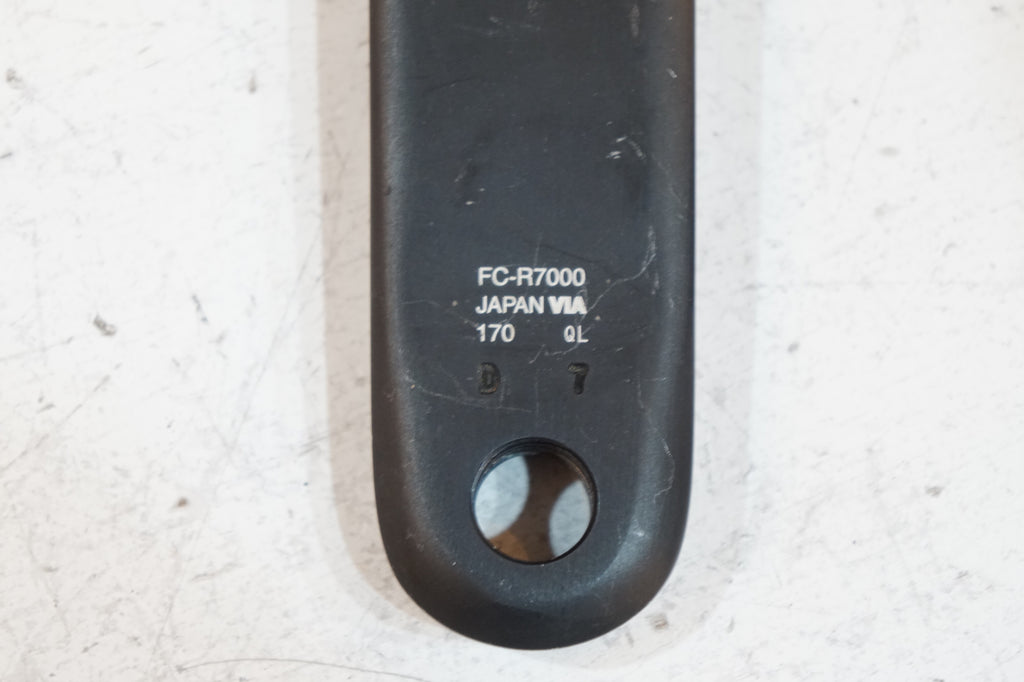 FC-R7000
JAPAN VIA
170 QL
D 7